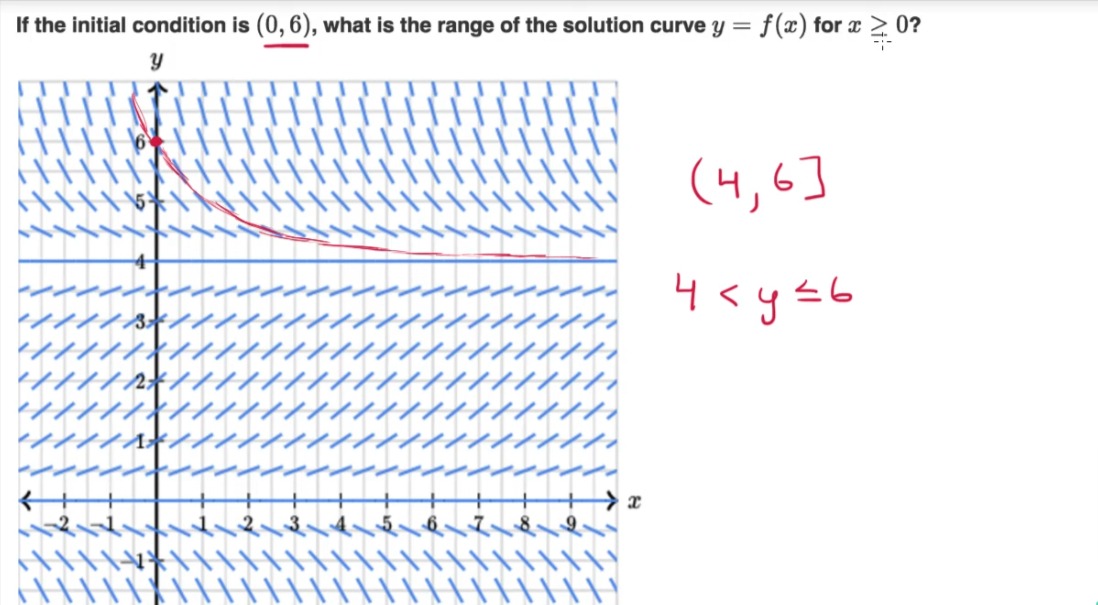 If the initial condition is (0, 6), what is the range of the solution curve y = f(x) for x ≥ 0?
y
6
(4, 6]
5
4
4 < y ≤ 6
3
2
1
x
-2 -1 1 2 3 4 5 6 7 8 9
-1